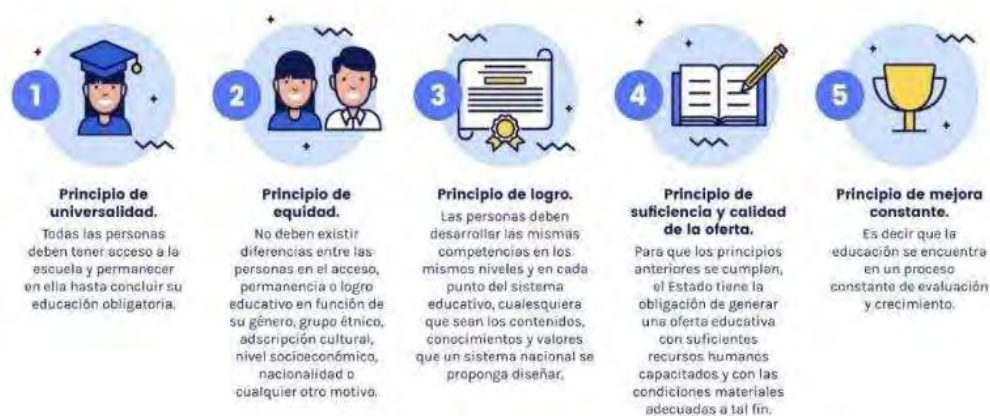 1
Principio de
universalidad.
Todas las personas
deben tener acceso a la
escuela y permanecer
en ella hasta concluir su
educación obligatoria.
2
Principio de
equidad.
No deben existir
diferencias entre las
personas en el acceso,
permanencia o logro
educativo en función de
su género, grupo étnico,
adscripción cultural,
nivel socioeconómico,
nacionalidad o
cualquier otro motivo.
3
Principio de logro.
Las personas deben
desarrollar las mismas
competencias en los
mismos niveles y en cada
punto del sistema
educativo, cualesquiera
que sean los contenidos,
conocimientos y valores
que un sistema nacional se
proponga diseñar.
4
Principio de
suficiencia y calidad
de la oferta.
Para que los principios
anteriores se cumplan,
el Estado tiene la
obligación de generar
una oferta educativa
con suficientes
recursos humanos
capacitados y con las
condiciones materiales
adecuadas a tal fin.
5
Principio de mejora
constante.
Es decir que la
educación se encuentra
en un proceso
constante de evaluación
y crecimiento.